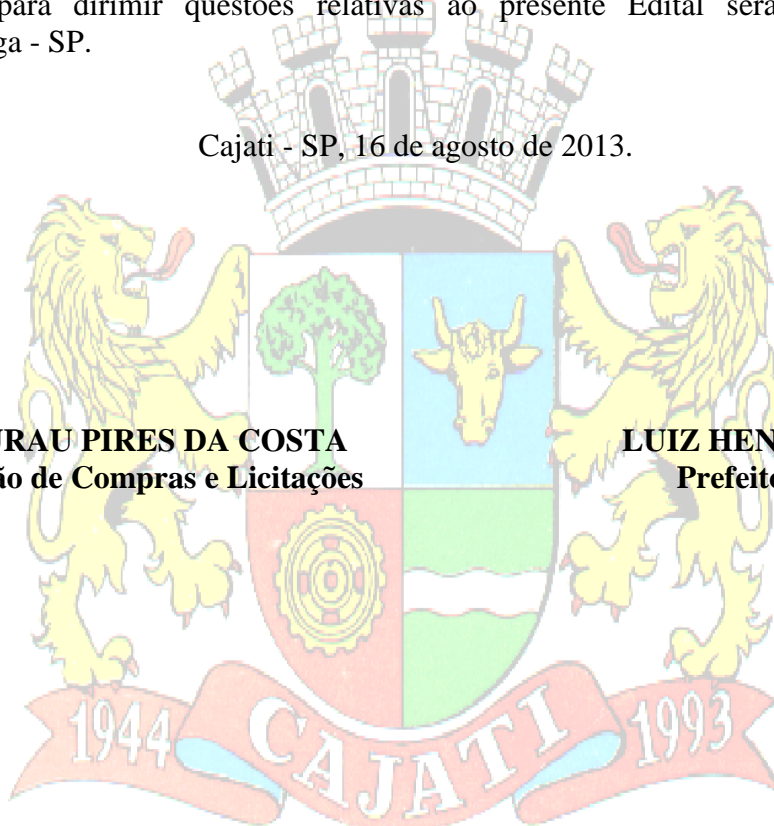 para dirimir questões relativas ao presente Edital será
ga - SP.
Cajati - SP, 16 de agosto de 2013.
URAU PIRES DA COSTA
LUIZ HEN
ão de Compras e Licitações
Prefeito
1944
CAJATI
1993